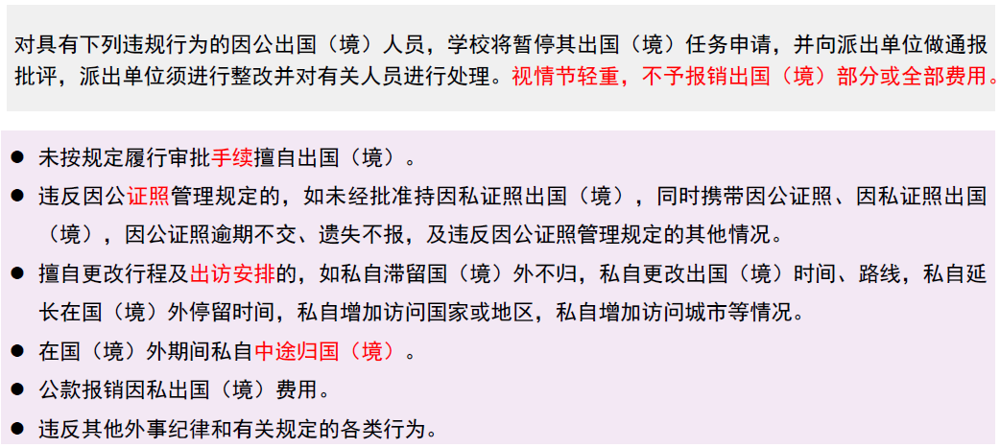 对具有下列违规行为的因公出国（境）人员，学校将暂停其出国（境）任务申请，并向派出单位做通报
批评，派出单位须进行整改并对有关人员进行处理。视情节轻重，不予报销出国（境）部分或全部费用。
● 未按规定履行审批手续擅自出国（境）。
● 违反因公证照管理规定的，如未经批准持因私证照出国（境），同时携带因公证照、因私证照出国
（境），因公证照逾期不交、遗失不报，及违反因公证照管理规定的其他情况。
● 擅自更改行程及出访安排的，如私自滞留国（境）外不归，私自更改出国（境）时间、路线，私自延
长在国（境）外停留时间，私自增加访问国家或地区，私自增加访问城市等情况。
● 在国（境）外期间私自中途归国（境）。
● 公款报销因私出国（境）费用。
● 违反其他外事纪律和有关规定的各类行为。